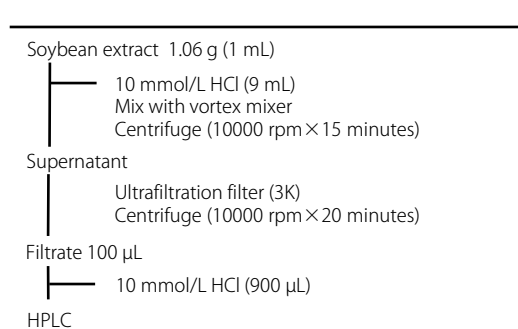 Soybean extract 1.06 g (1 mL)
10 mmol/L HCl (9 mL)
Mix with vortex mixer
Centrifuge (10000 rpm×15 minutes)
Supernatant
Ultrafiltration filter (3K)
Centrifuge (10000 rpm×20 minutes)
Filtrate 100 µL
10 mmol/L HCl (900 µL)
HPLC